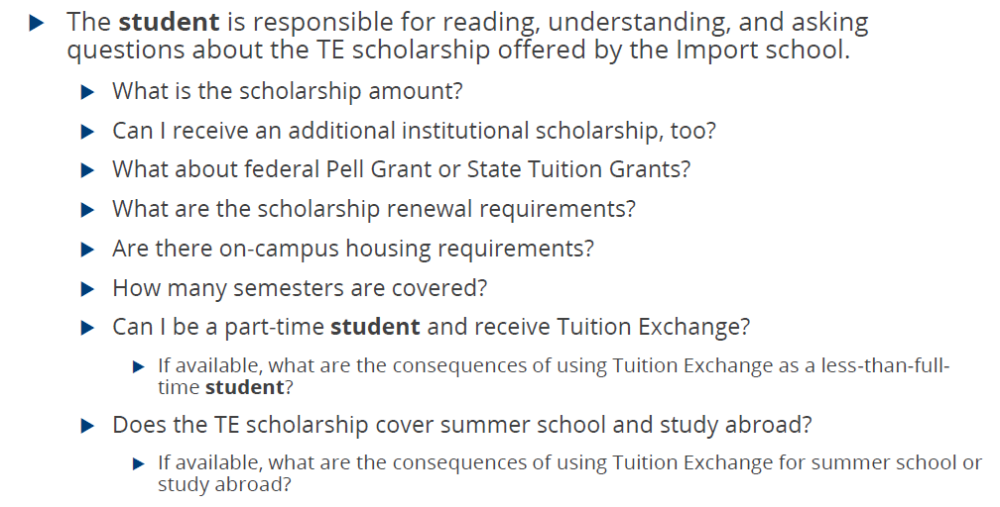 The student is responsible for reading, understanding, and asking
questions about the TE scholarship offered by the Import school.
What is the scholarship amount?
Can I receive an additional institutional scholarship, too?
What about federal Pell Grant or State Tuition Grants?
What are the scholarship renewal requirements?
Are there on-campus housing requirements?
How many semesters are covered?
Can I be a part-time student and receive Tuition Exchange?
If available, what are the consequences of using Tuition Exchange as a less-than-full-
time student?
Does the TE scholarship cover summer school and study abroad?
If available, what are the consequences of using Tuition Exchange for summer school or
study abroad?